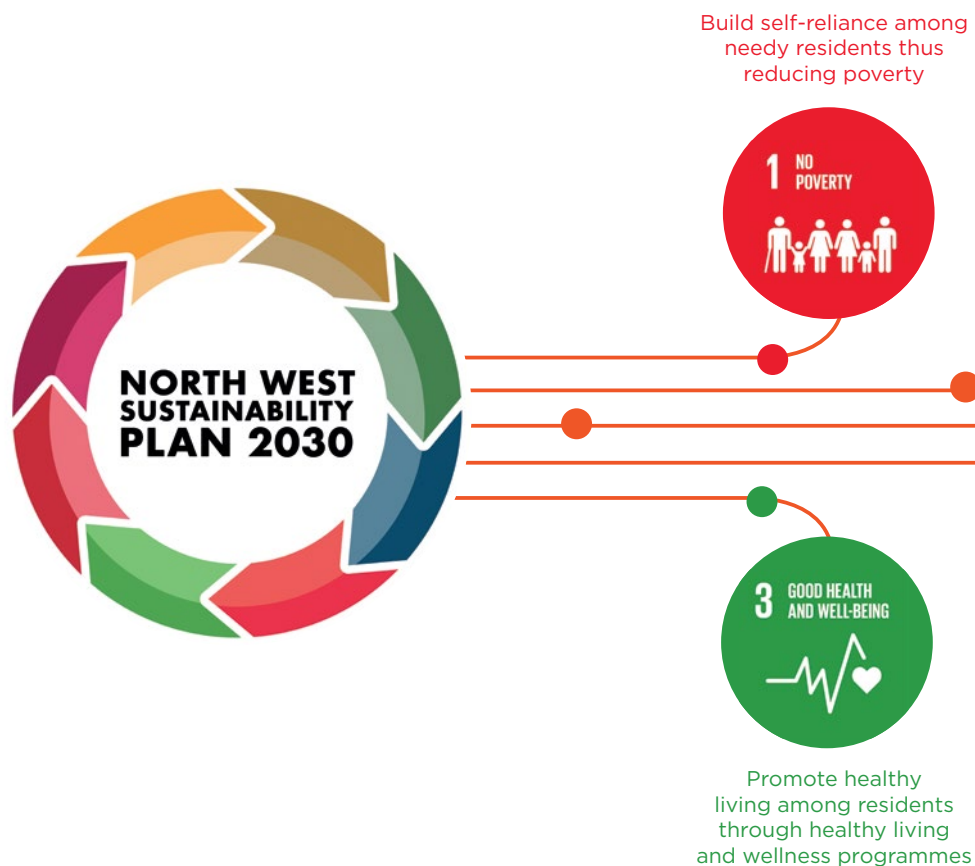 Build self-reliance among
needy residents thus
reducing poverty
1 NO
POVERTY
NORTH WEST
SUSTAINABILITY
PLAN 2030
3 GOOD HEALTH
AND WELL-BEING
Promote healthy
living among residents
through healthy living
and wellness programmes